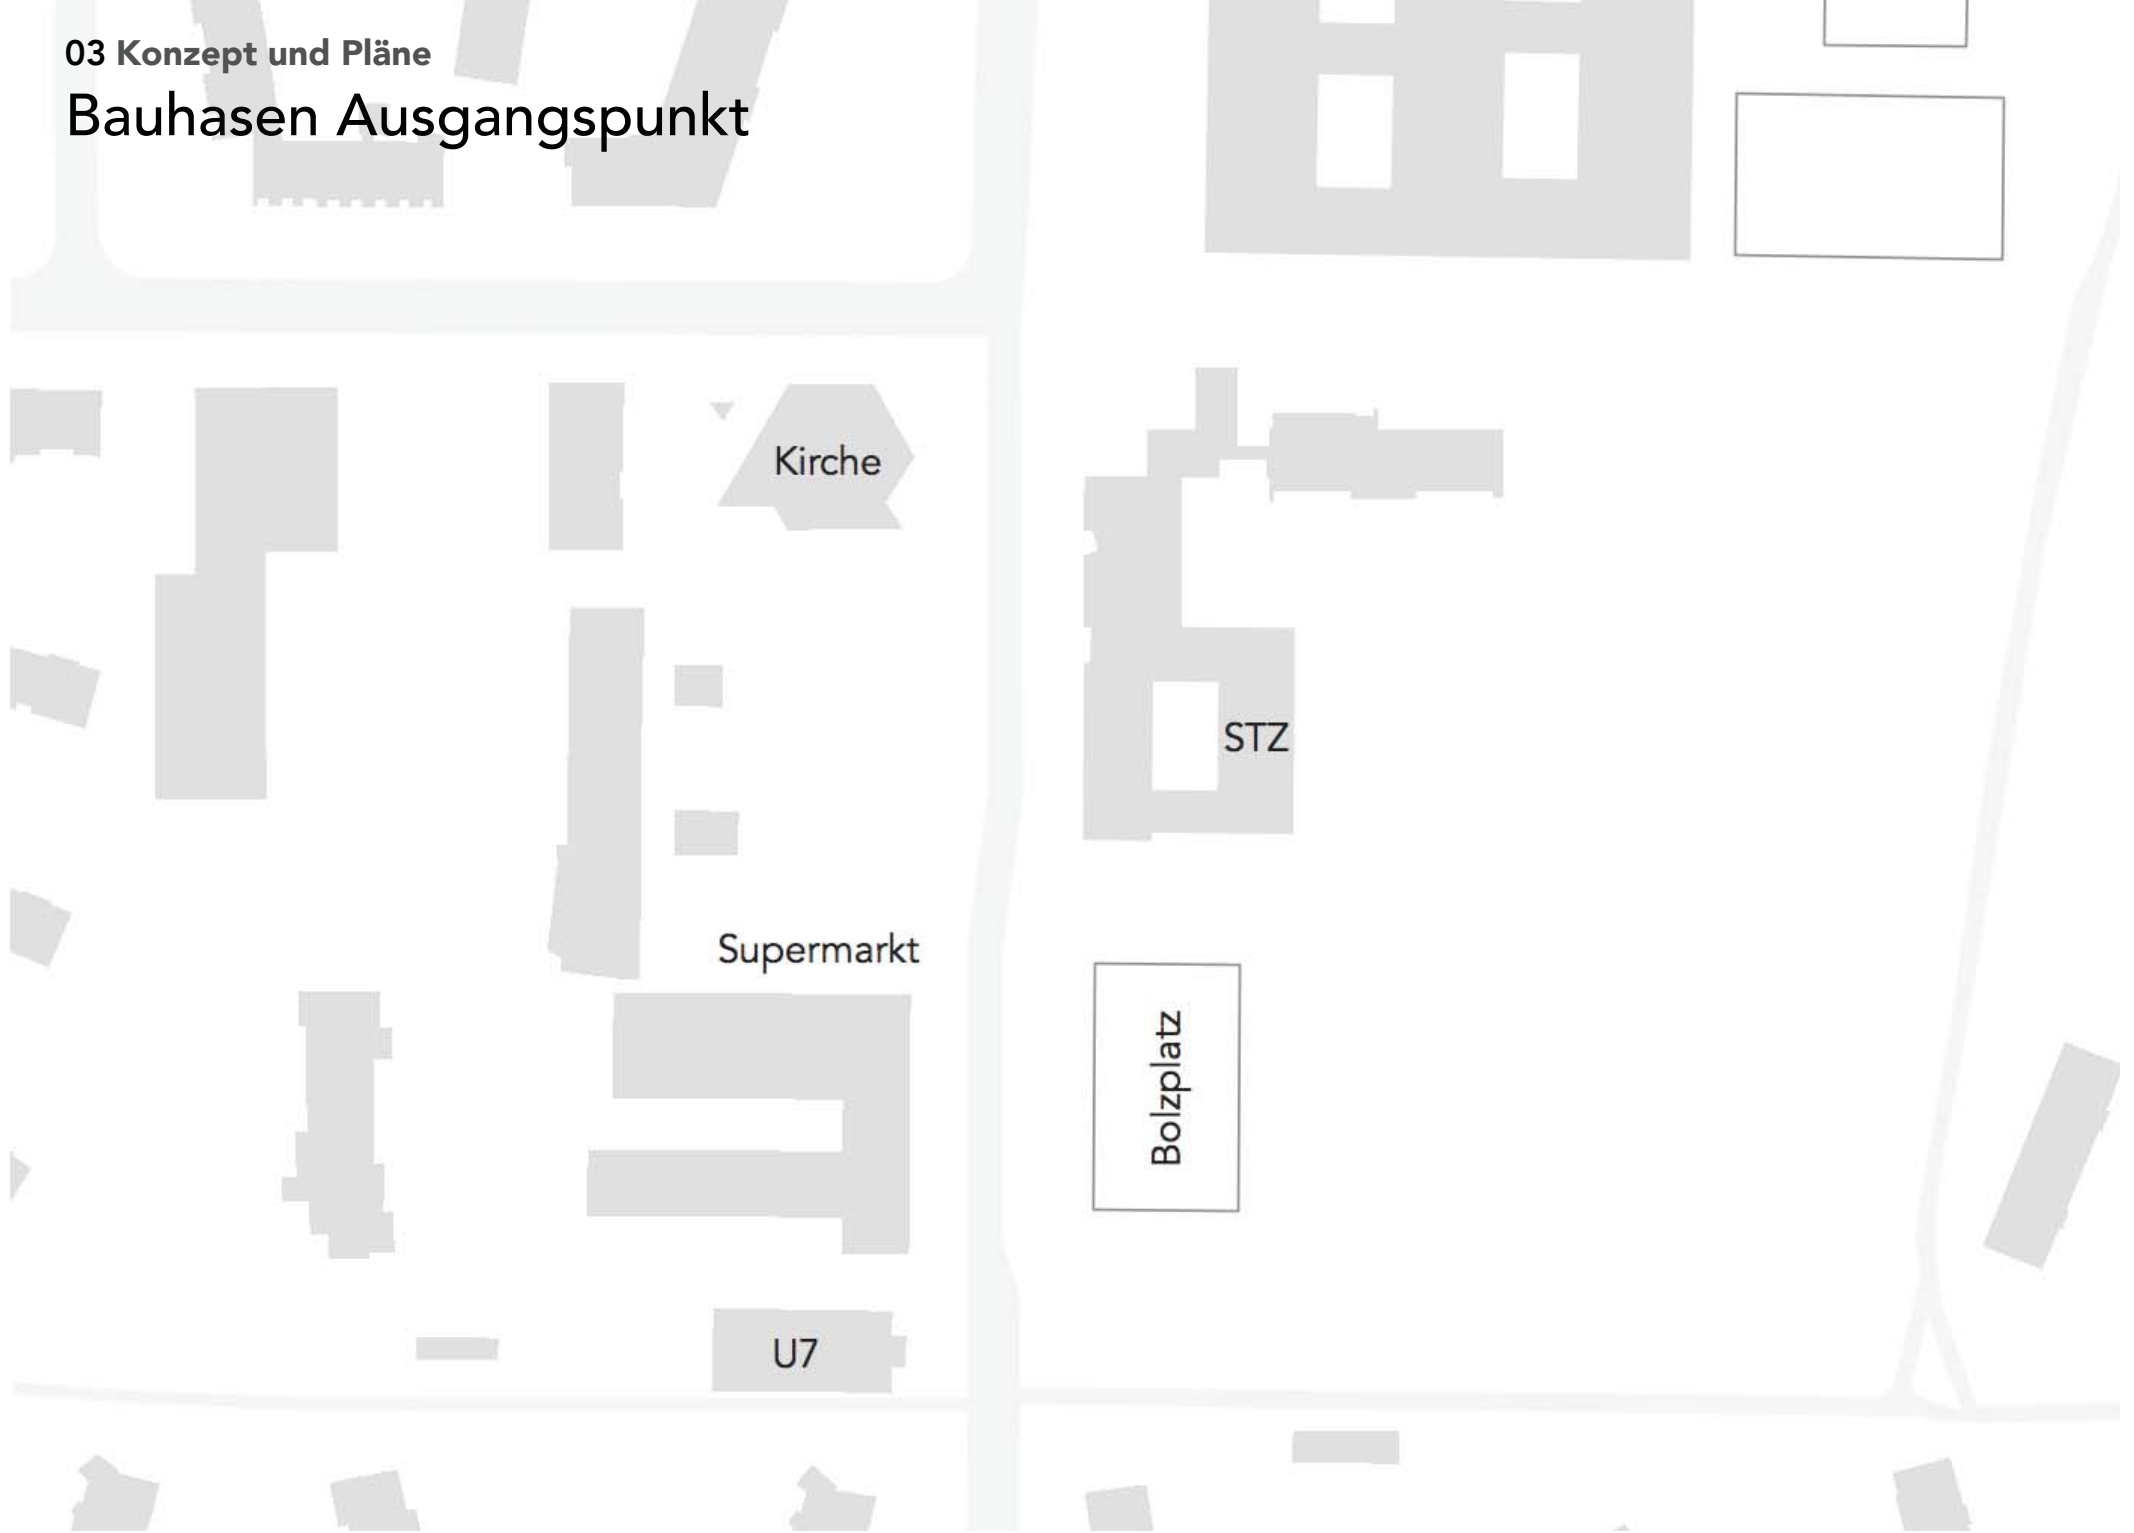 03 Konzept und Pläne
Bauhasen Ausgangspunkt
Kirche
STZ
Supermarkt
Bolzplatz
U7